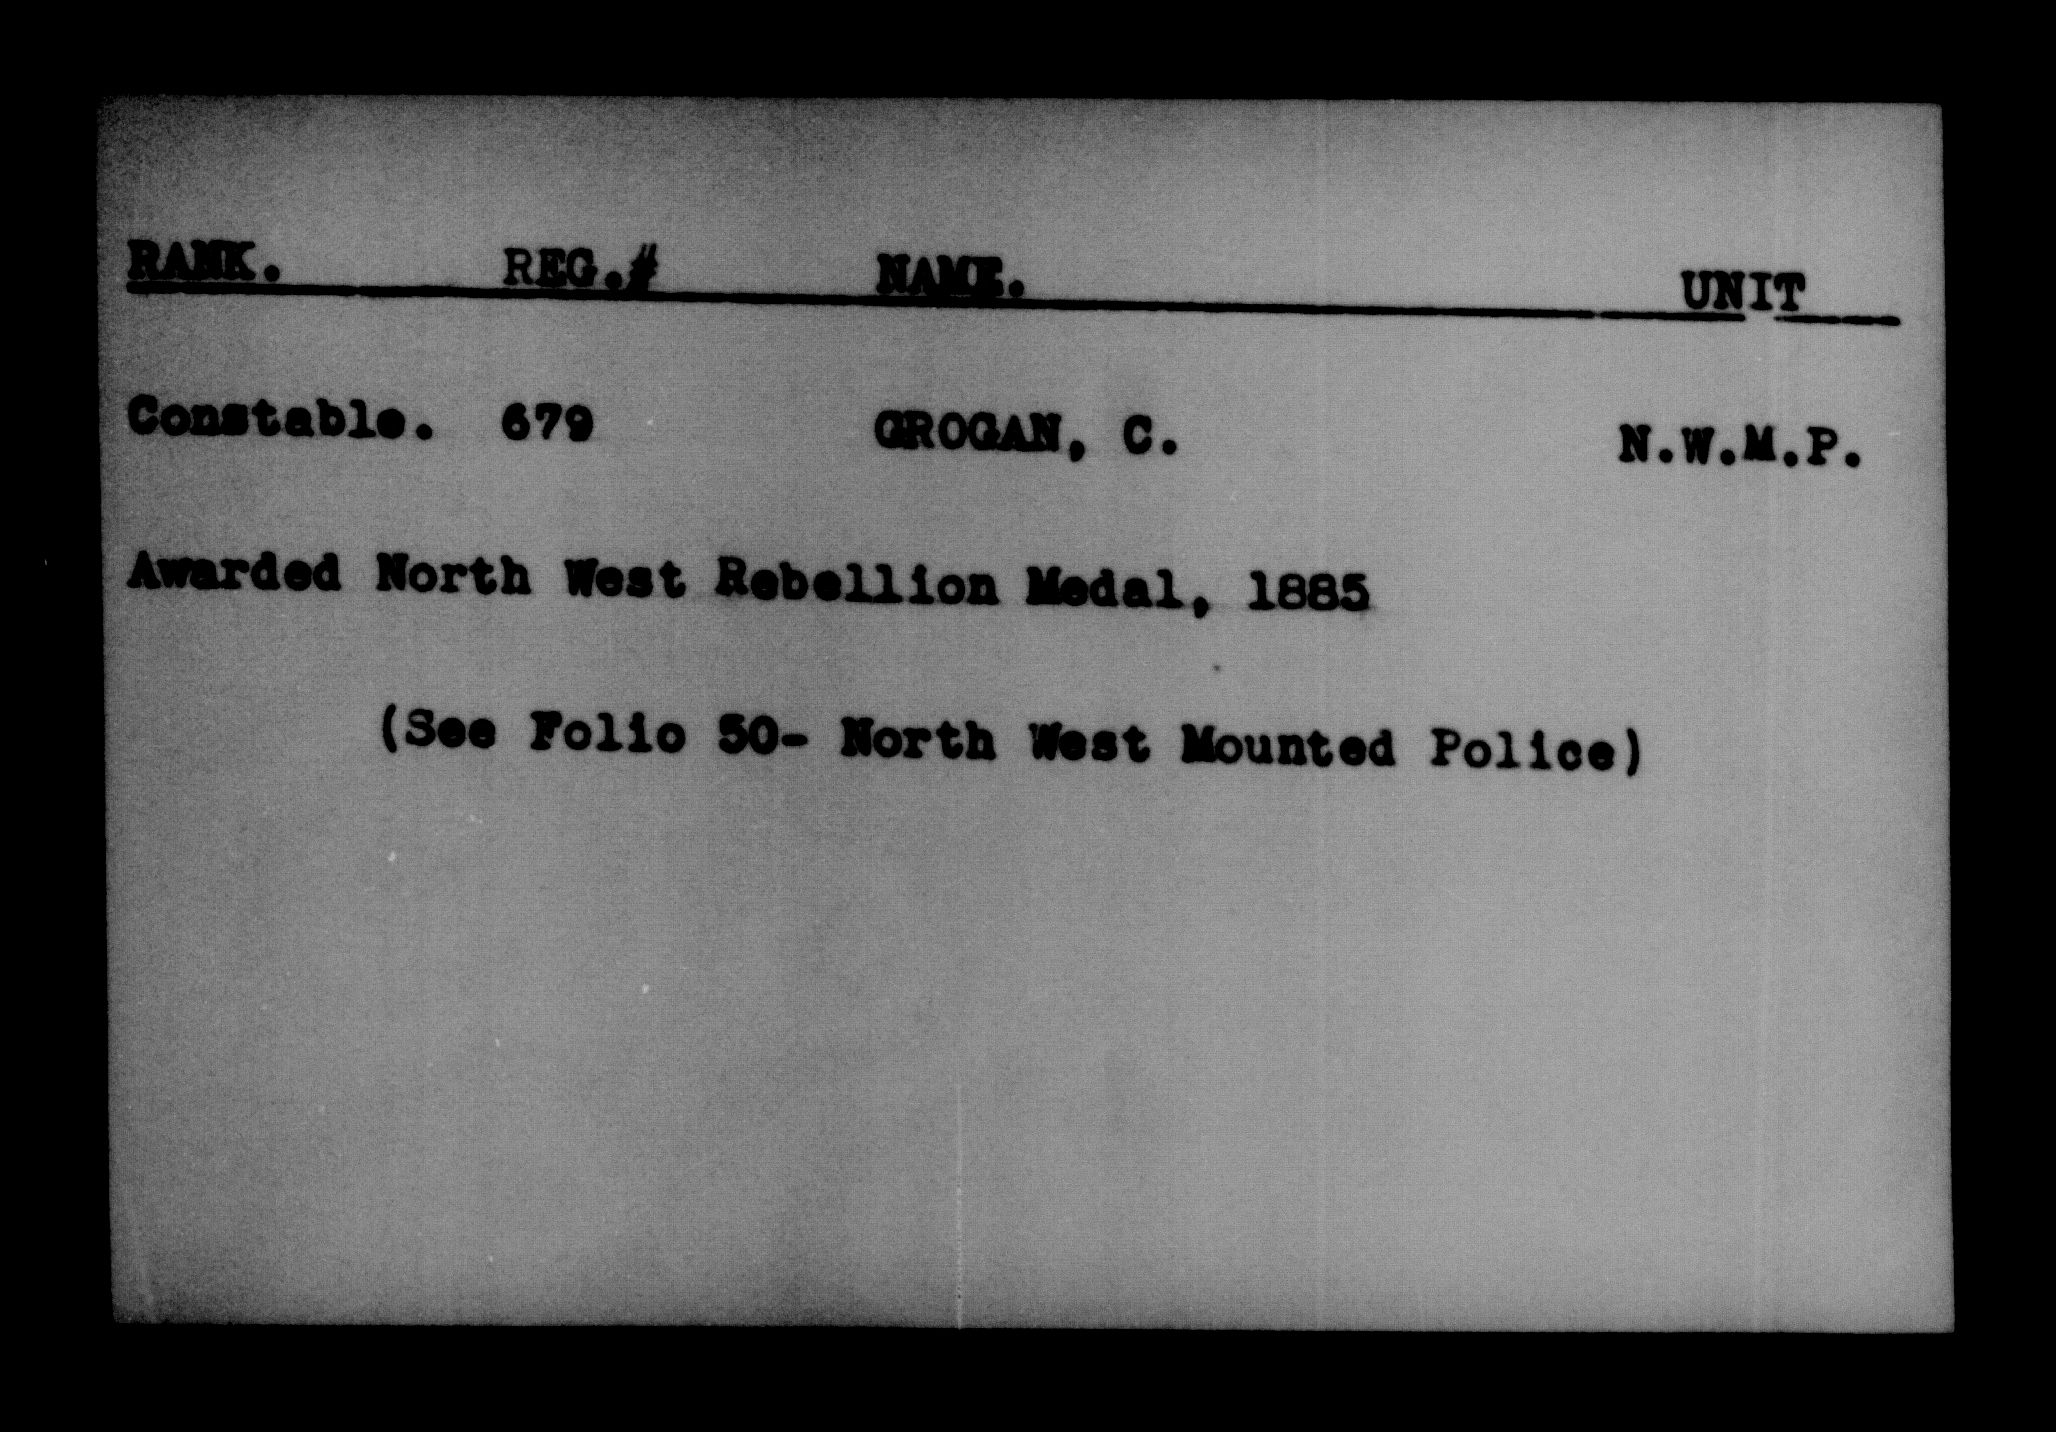 RANK. REG.# NAME. UNIT
Constable. 679 GROGAN, C. N.W.M.P.
Awarded North West Rebellion Medal, 1885
(See Folio 50- North West Mounted Police)